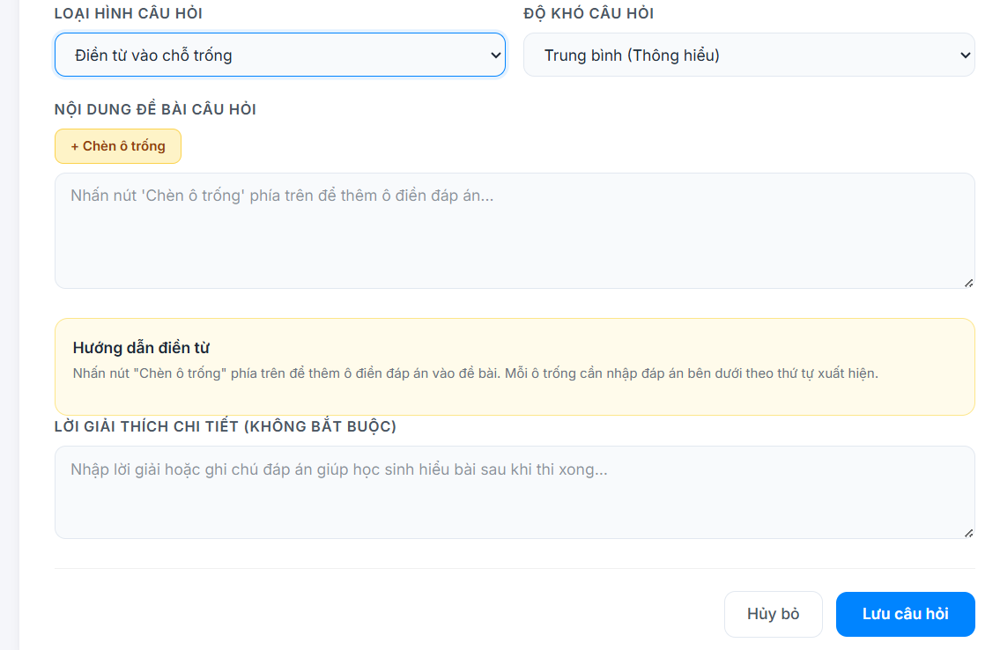 LOẠI HÌNH CÂU HỎI
ĐỘ KHÓ CÂU HỎI
Điền từ vào chỗ trống
Trung bình (Thông hiểu)
NỘI DUNG ĐỀ BÀI CÂU HỎI
+ Chèn ô trống
Nhấn nút 'Chèn ô trống' phía trên để thêm ô điền đáp án...
Hướng dẫn điền từ
Nhấn nút "Chèn ô trống" phía trên để thêm ô điền đáp án vào đề bài. Mỗi ô trống cần nhập đáp án bên dưới theo thứ tự xuất hiện.
LỜI GIẢI THÍCH CHI TIẾT (KHÔNG BẮT BUỘC)
Nhập lời giải hoặc ghi chú đáp án giúp học sinh hiểu bài sau khi thi xong...
Hủy bỏ
Lưu câu hỏi